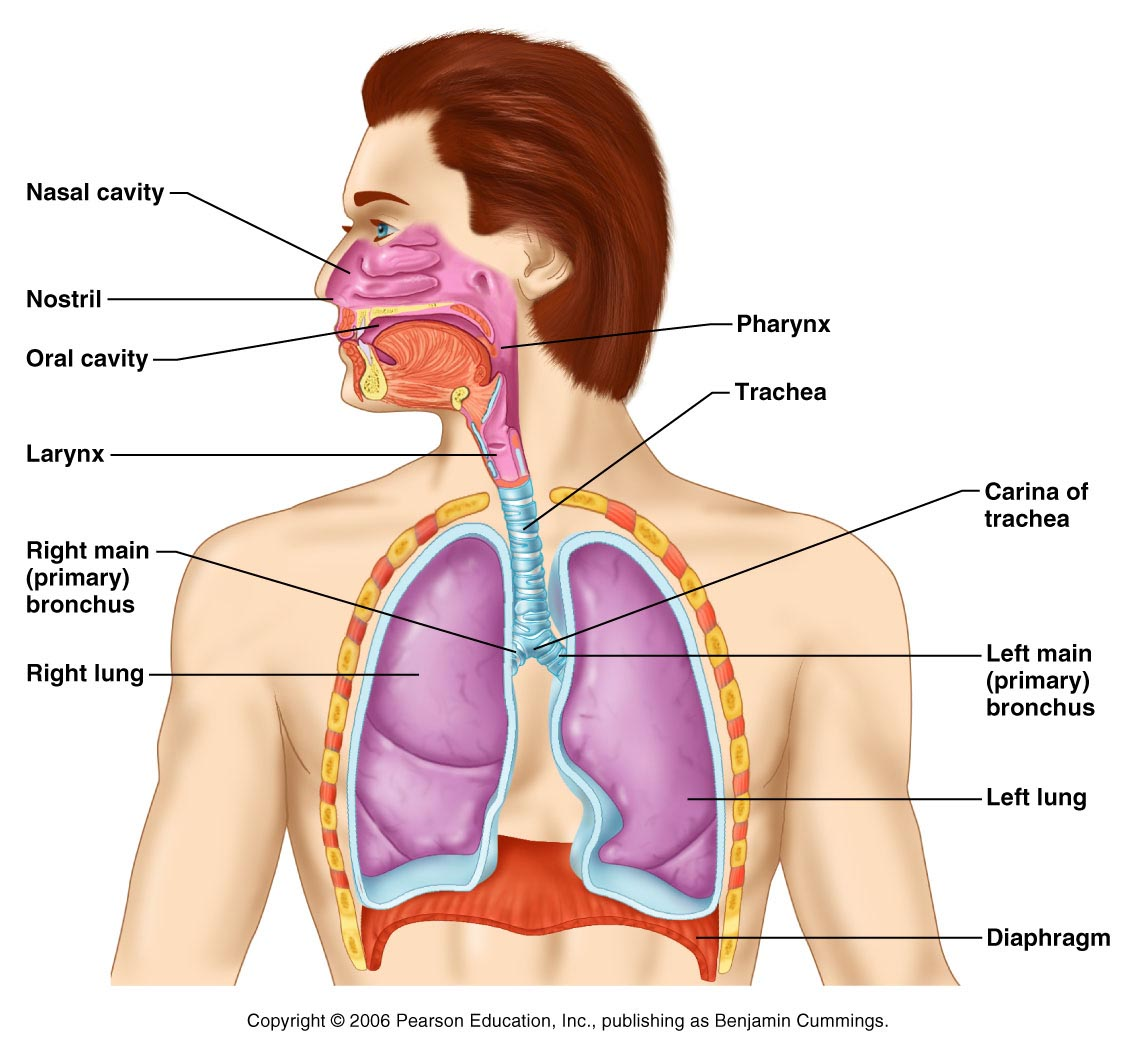 Nasal cavity
Nostril
Oral cavity
Larynx
Right main
(primary)
bronchus
Right lung
Pharynx
Trachea
Carina of
trachea
Left main
(primary)
bronchus
Left lung
Diaphragm
Copyright © 2006 Pearson Education, Inc., publishing as Benjamin Cummings.